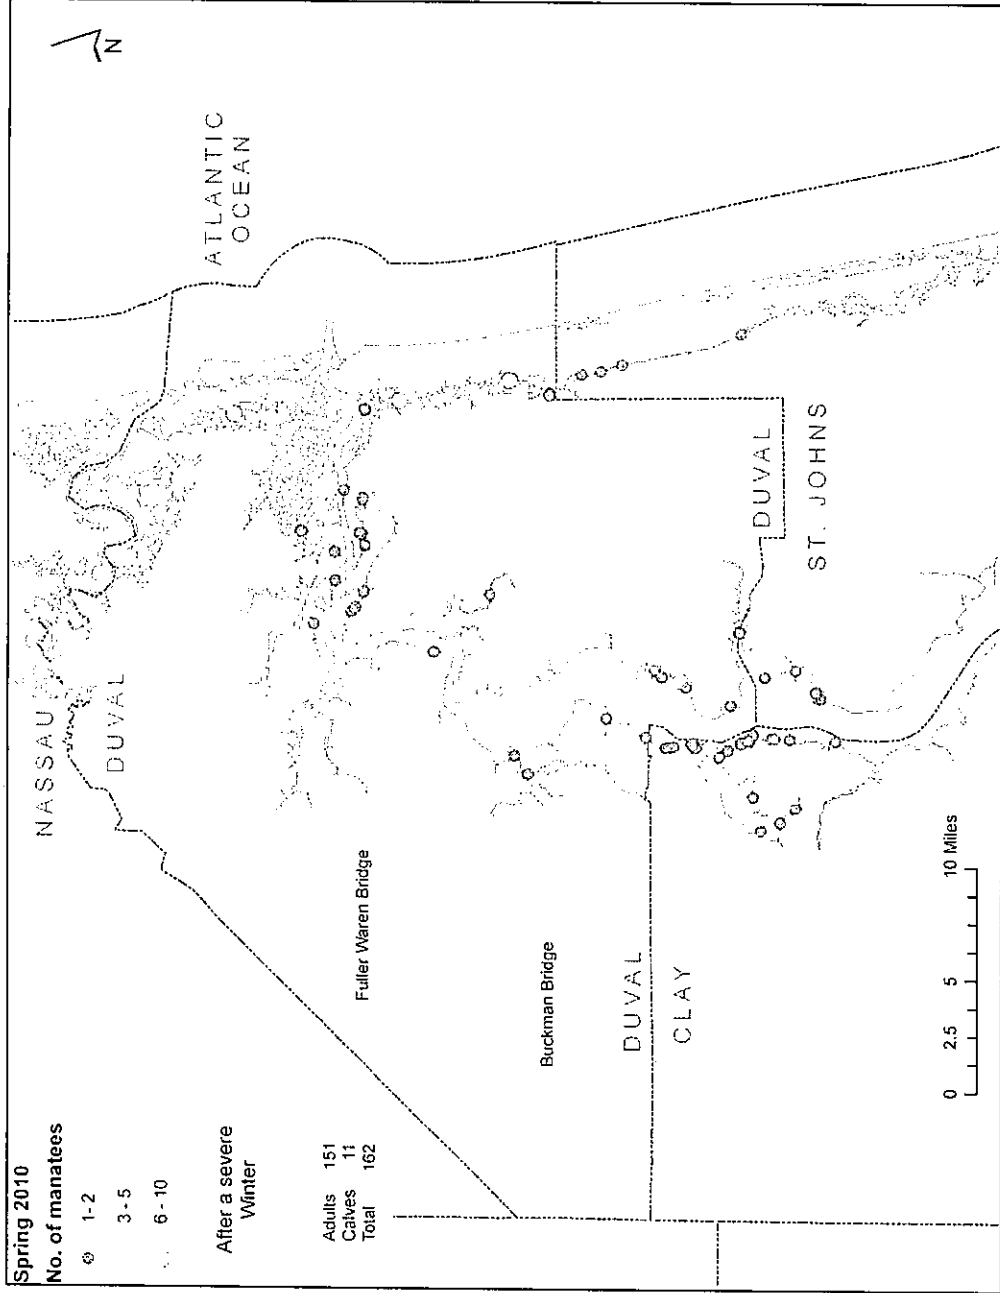 Spring 2010
No. of manatees
1-2
3-5
6-10
After a severe
Winter
Adults 151
Calves 11
Total 162
N
NASSAU
DUVAL
ATLANTIC
OCEAN
Fuller Waren Bridge
Buckman Bridge
DUVAL
CLAY
DUVAL
ST. JOHNS
0 2.5 5 10 Miles